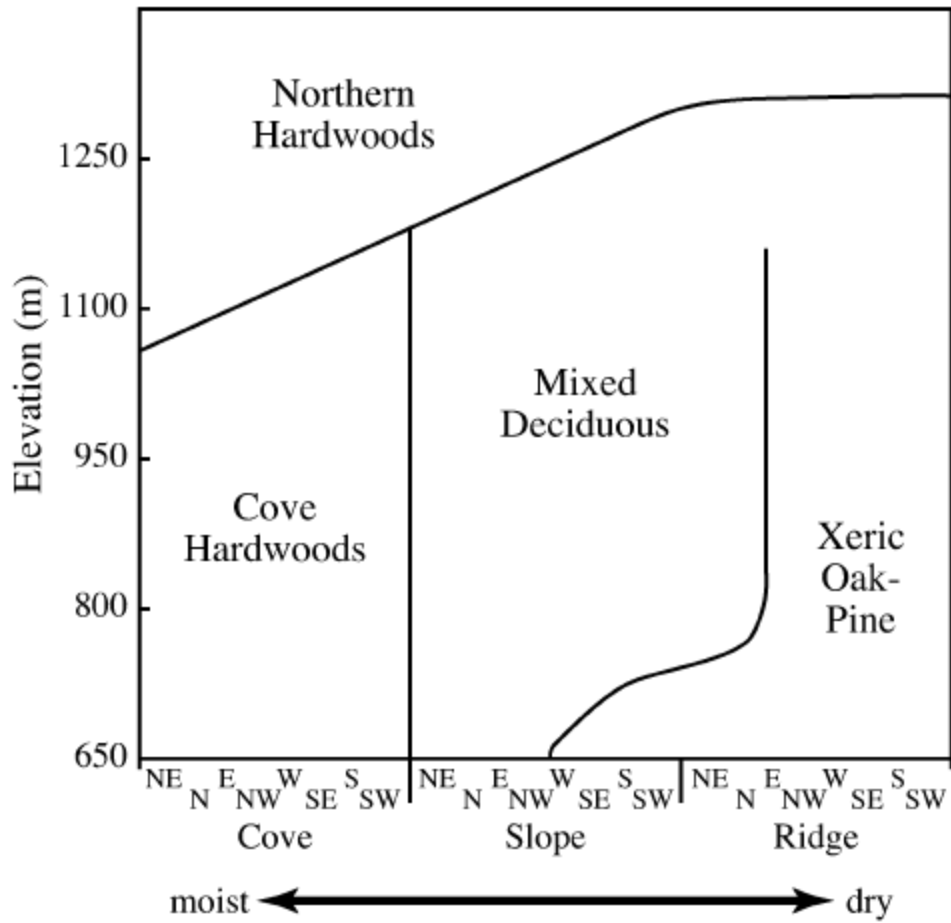 Northern
Hardwoods
1250
1100
Elevation (m)
Mixed
Deciduous
950
Cove
Hardwoods
Xeric
Oak-
Pine
800
650
NE N E NW W SE S SW NE N E NW W SE S SW NE N E NW W SE S SW
Cove Slope Ridge
moist dry